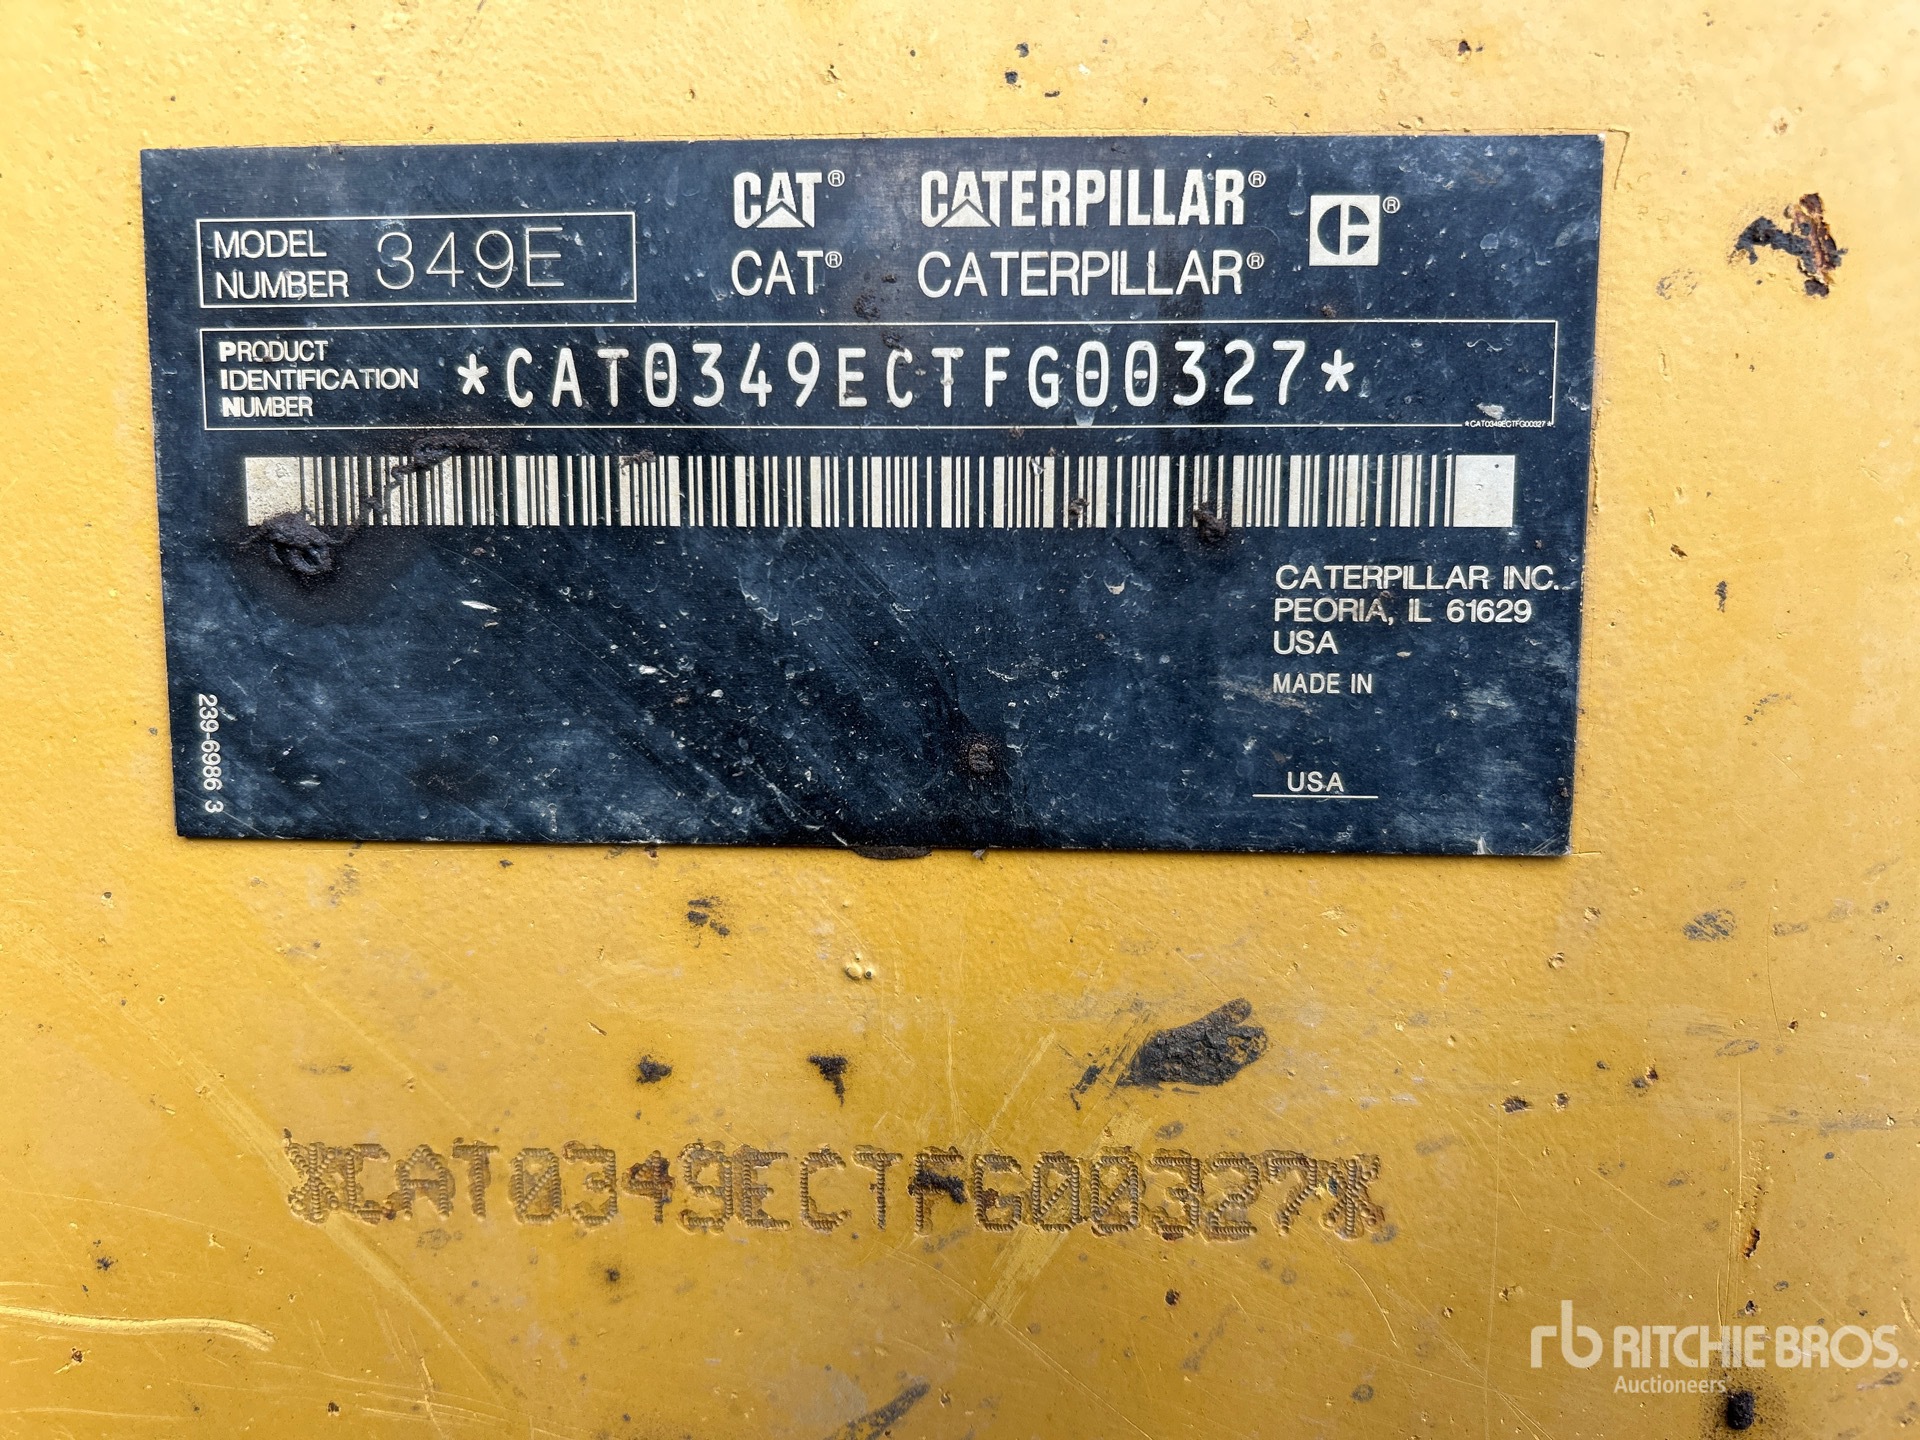 MODEL NUMBER 349E
CAT® CATERPILLAR® ®
CAT® CATERPILLAR®
PRODUCT IDENTIFICATION NUMBER *CAT0349ECTFG00327*
*CAT0349ECTFG00327*
CATERPILLAR INC.
PEORIA, IL 61629
USA
MADE IN
USA
239-6986 3
*CAT0349ECTFG00327*
rb RITCHIE BROS.
Auctioneers